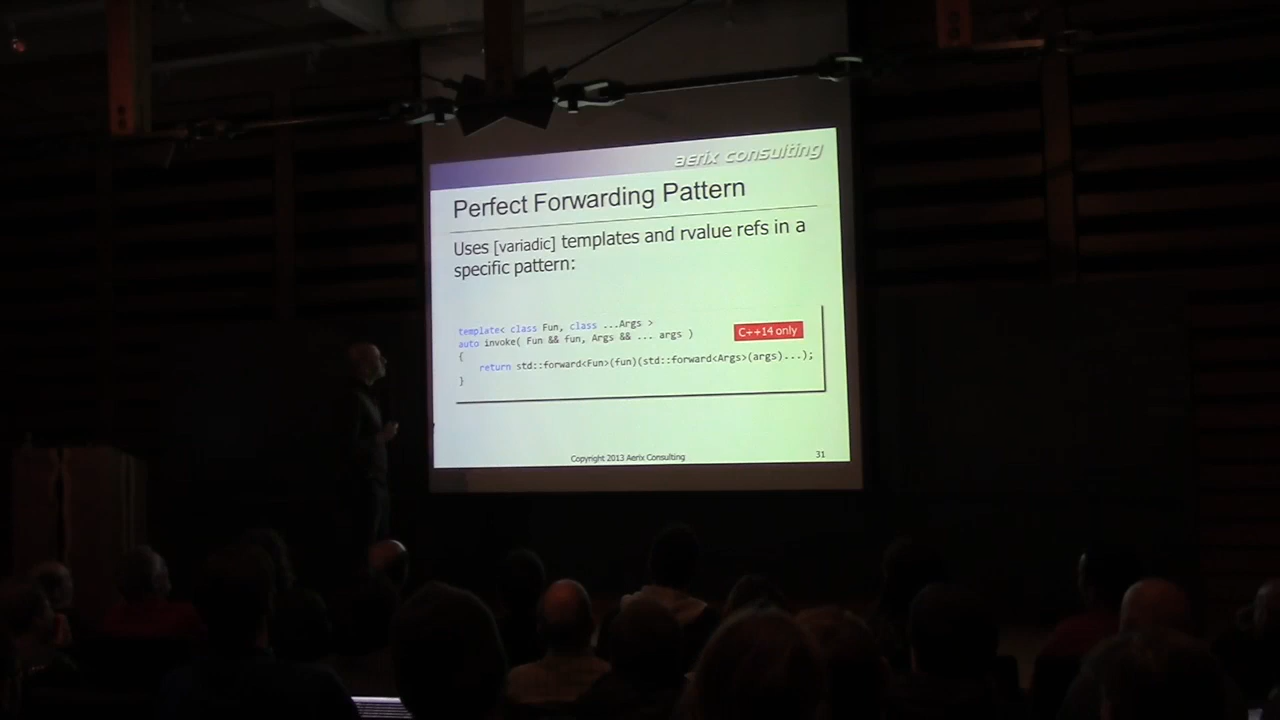 aerix consulting
Perfect Forwarding Pattern
Uses [variadic] templates and rvalue refs in a
specific pattern:
template< class Fun, class ...Args >
auto invoke( Fun && fun, Args && ... args )
C++14 only
{
return std::forward<Fun>(fun)(std::forward<Args>(args)...);
}
Copyright 2013 Aerix Consulting
31